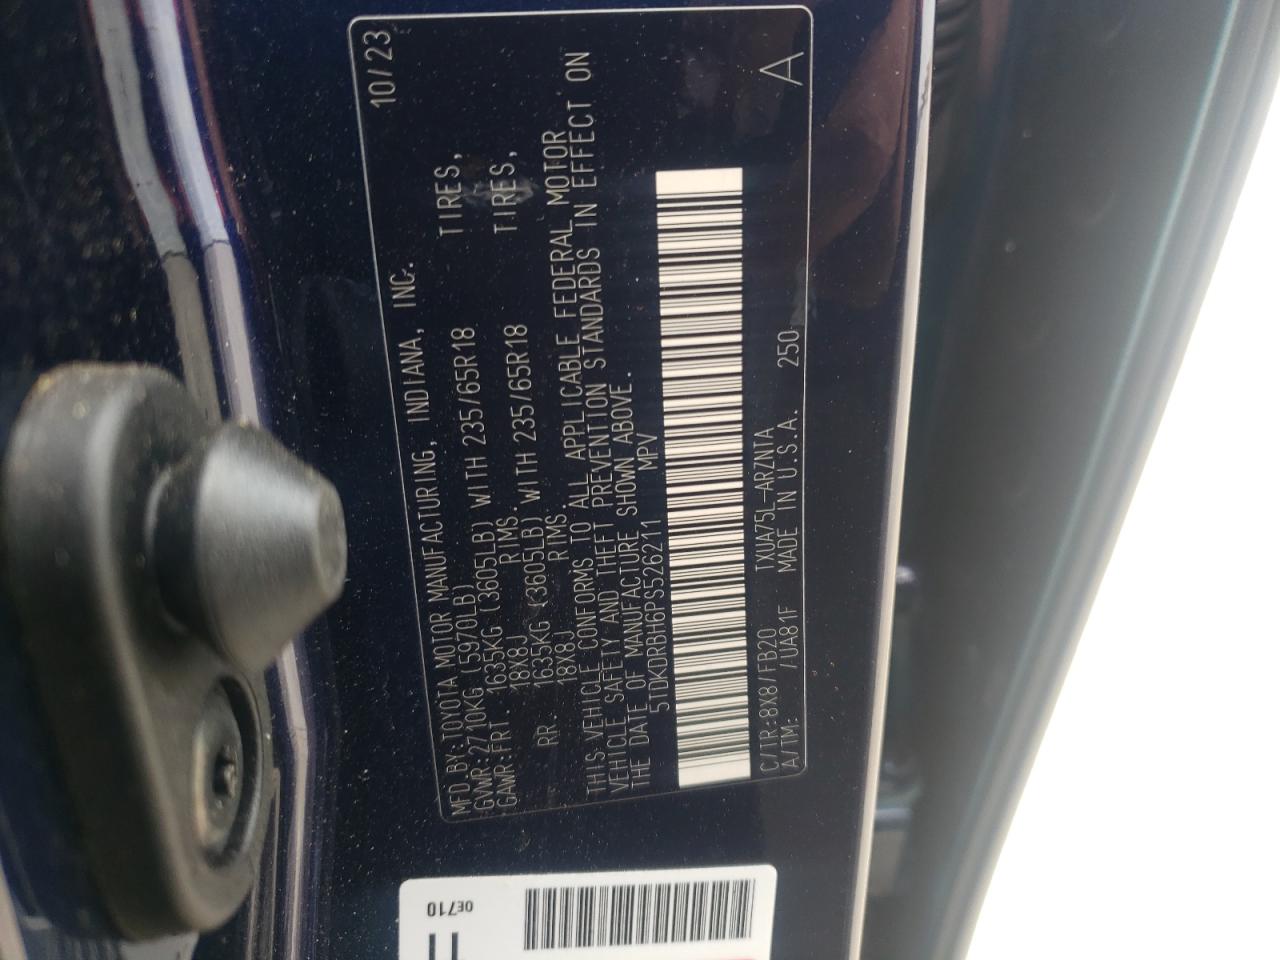 MFD BY:TOYOTA MOTOR MANUFACTURING, INDIANA, INC. 10/23
GVWR:2710KG (5970LB)
GAWR:FRT. 1635KG (3605LB) WITH 235/65R18 TIRES,
18X8J RIMS.
RR. 1635KG (3605LB) WITH 235/65R18 TIRES,
18X8J RIMS.
THIS VEHICLE CONFORMS TO ALL APPLICABLE FEDERAL MOTOR
VEHICLE SAFETY AND THEFT PREVENTION STANDARDS IN EFFECT ON
THE DATE OF MANUFACTURE SHOWN ABOVE.
5TDKDRBH6PS526211 MPV
C/TR:8X8/FB20 TXUA75L-ARZNTA A
A/TM: /UA81F MADE IN U.S.A. 250
0E710